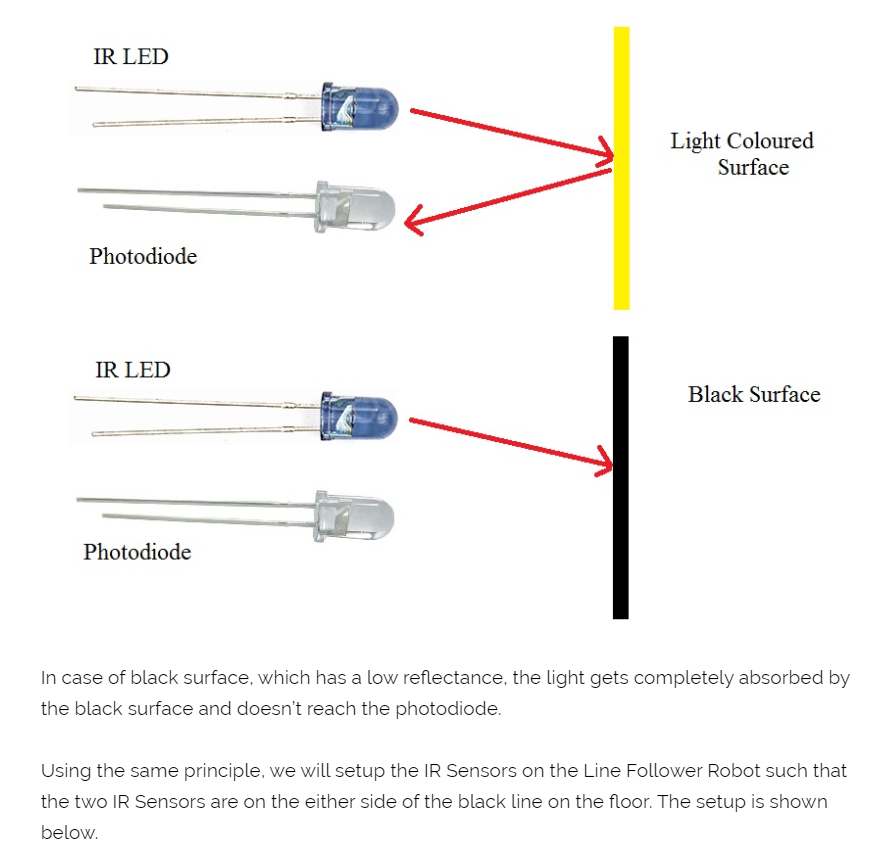 IR LED
Light Coloured
Surface
Photodiode
IR LED
Black Surface
Photodiode
In case of black surface, which has a low reflectance, the light gets completely absorbed by
the black surface and doesn't reach the photodiode.
Using the same principle, we will setup the IR Sensors on the Line Follower Robot such that
the two IR Sensors are on the either side of the black line on the floor. The setup is shown
below.